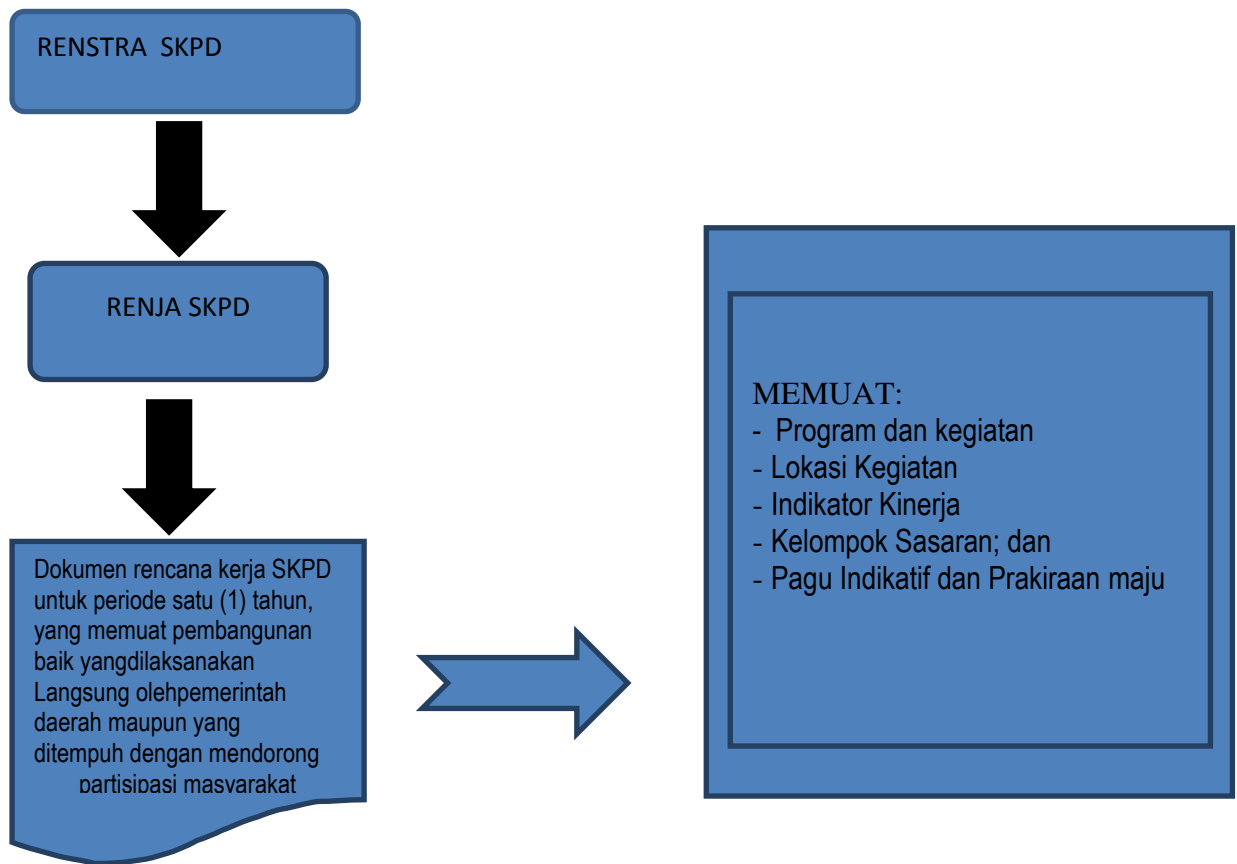 RENSTRA SKPD
RENJA SKPD
Dokumen rencana kerja SKPD
untuk periode satu (1) tahun,
yang memuat pembangunan
baik yangdilaksanakan
Langsung olehpemerintah
daerah maupun yang
ditempuh dengan mendorong
partisipasi masyarakat
MEMUAT:
- Program dan kegiatan
- Lokasi Kegiatan
- Indikator Kinerja
- Kelompok Sasaran; dan
- Pagu Indikatif dan Prakiraan maju